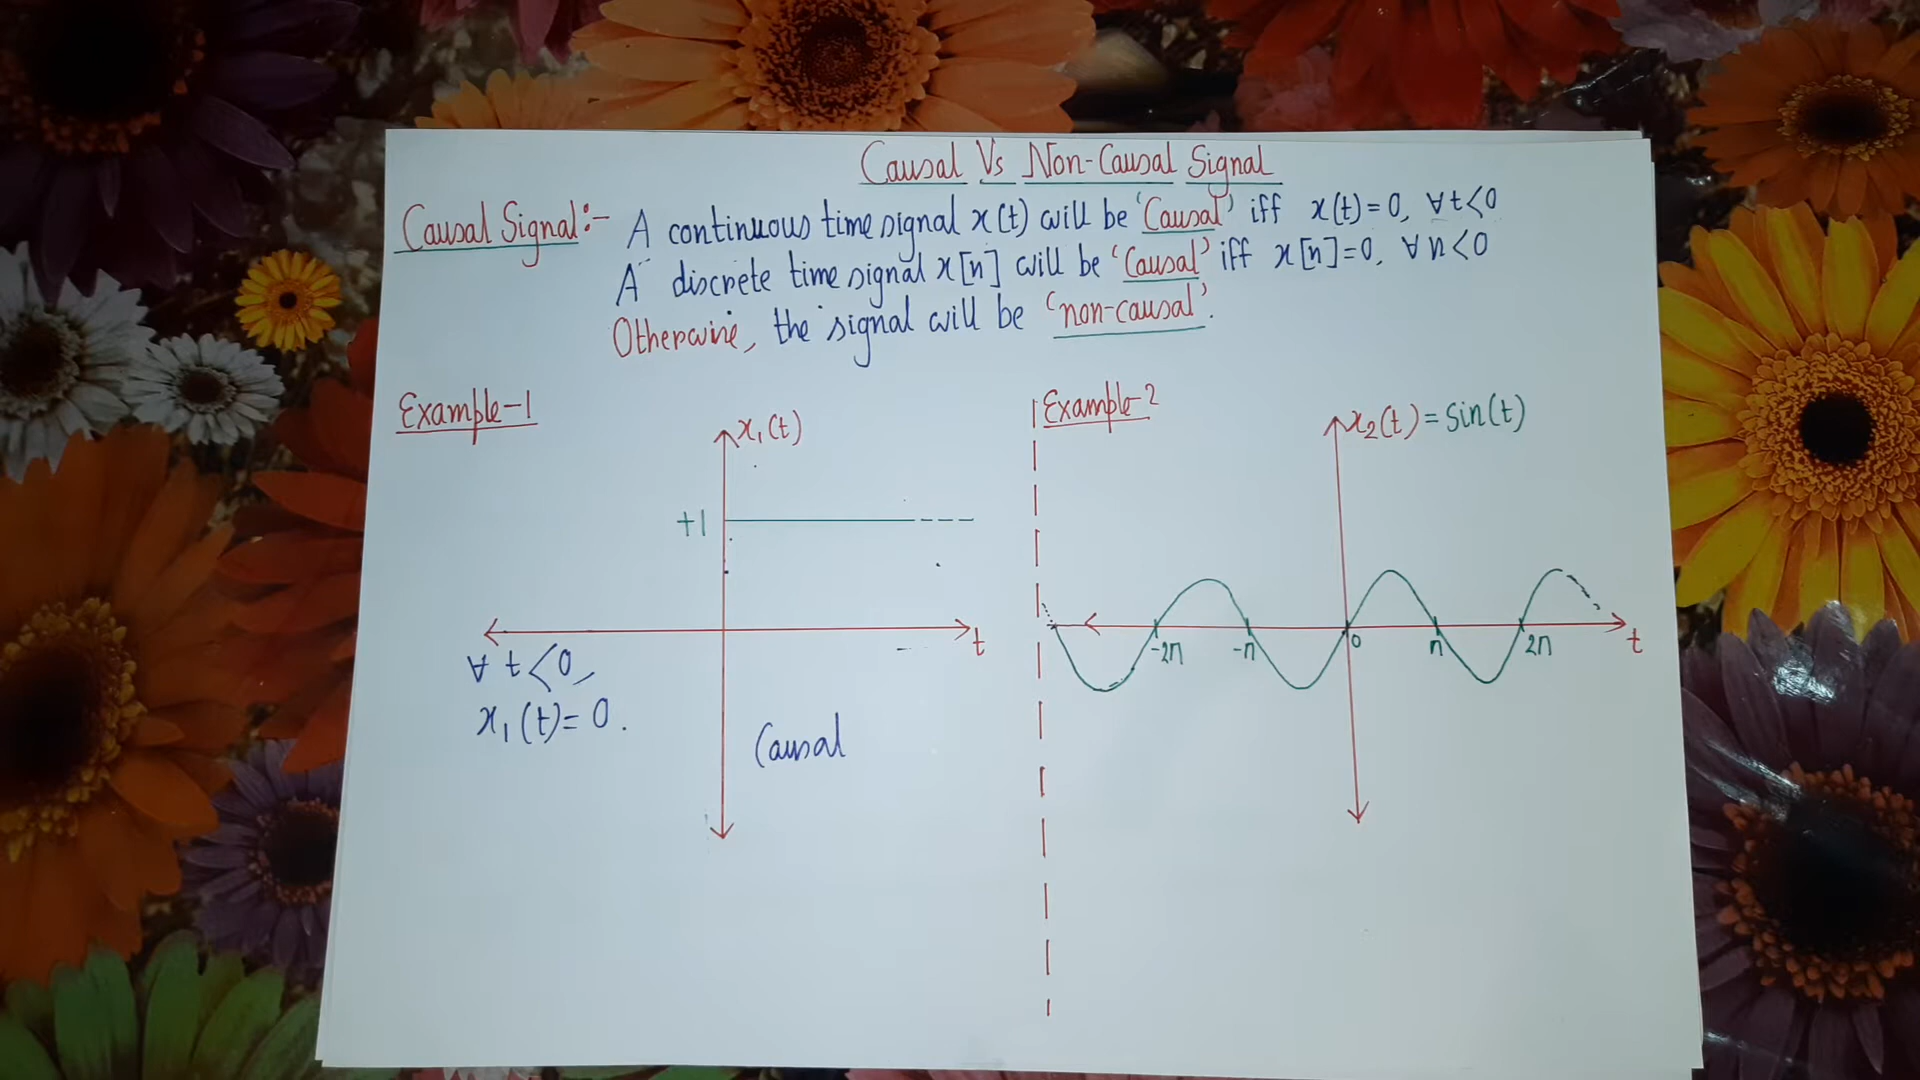 Causal Vs Non-Causal Signal
Causal Signal:- A continuous time signal x(t) will be 'Causal' iff x(t)=0, ∀t<0
A discrete time signal x[n] will be 'Causal' iff x[n]=0, ∀n<0
Otherwise, the signal will be 'non-causal'.
Example-1
x₁(t)
+1
t
∀ t<0,
x₁(t)=0.
Causal
Example-2
x₂(t)=Sin(t)
-2π -π 0 π 2π t